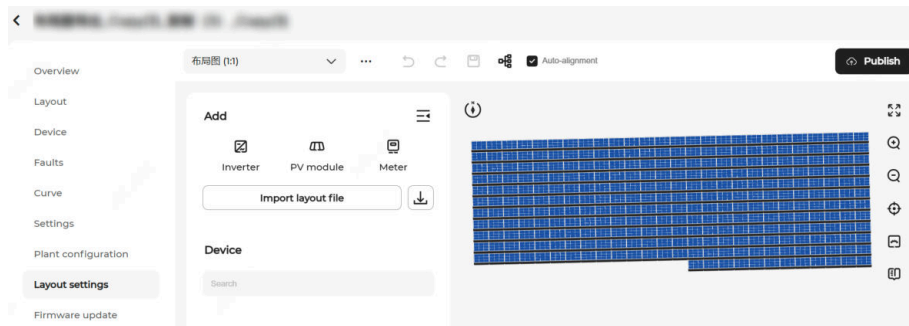 Overview
Layout
Device
Faults
Curve
Settings
Plant configuration
Layout settings
Firmware update
布局图 (1:1)
Auto-alignment
Publish
Add
Inverter PV module Meter
Import layout file
Device
Search